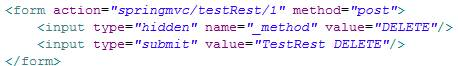 <form action="springmvc/testRest/1" method="post">
<input type="hidden" name="_method" value="DELETE"/>
<input type="submit" value="TestRest DELETE"/>
</form>